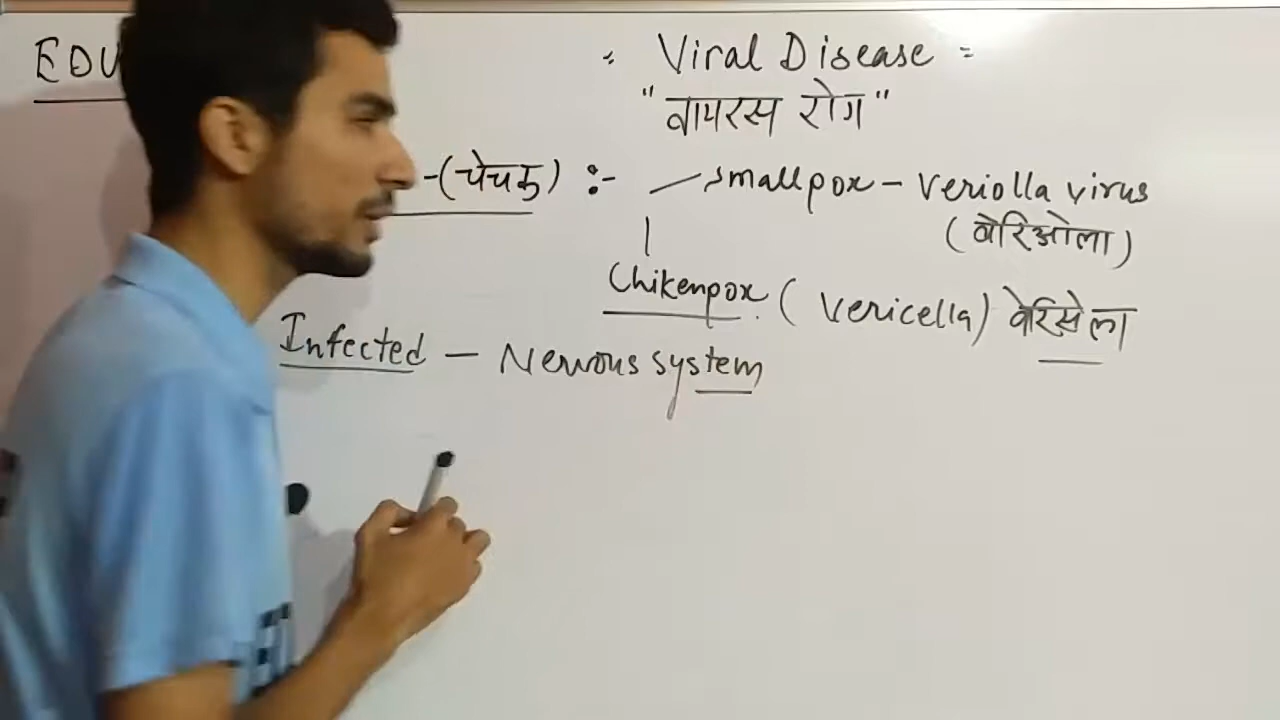 EDU
Viral Disease
"वायरस रोग"
-(चेचक) :- smallpox - Veriolla virus
(वेरिओला)
Chikenpox (Vericella) वेरिसेला
Infected - Nervous system